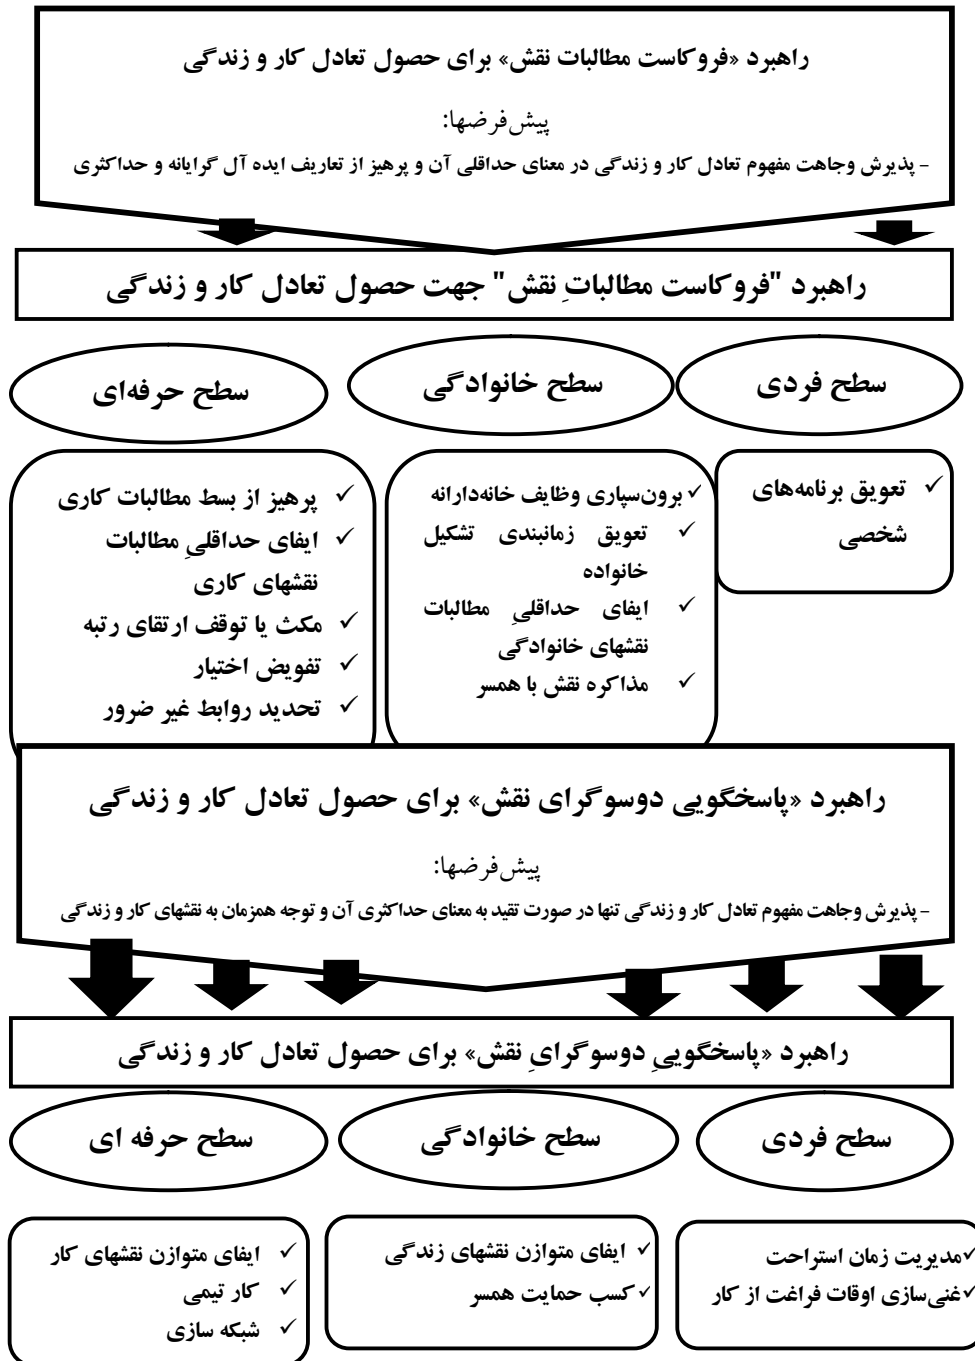 راهبرد «فروکاست مطالبات نقش» برای حصول تعادل کار و زندگی
پیش‌فرضها:
- پذیرش وجاهت مفهوم تعادل کار و زندگی در معنای حداقلی آن و پرهیز از تعاریف ایده آل گرایانه و حداکثری
راهبرد "فروکاست مطالباتِ نقش" جهت حصول تعادل کار و زندگی
سطح فردی
سطح خانوادگی
سطح حرفه‌ای
✓ تعویق برنامه‌های
شخصی
✓ برون‌سپاری وظایف خانه‌دارانه
✓ تعویق زمانبندی تشکیل
خانواده
✓ ایفای حداقلیِ مطالبات
نقشهای خانوادگی
✓ مذاکره نقش با همسر
✓ پرهیز از بسط مطالبات کاری
✓ ایفای حداقلیِ مطالبات
نقشهای کاری
✓ مکث یا توقف ارتقای رتبه
✓ تفویض اختیار
✓ تحدید روابط غیر ضرور
راهبرد «پاسخگویی دوسوگرای نقش» برای حصول تعادل کار و زندگی
پیش‌فرضها:
- پذیرش وجاهت مفهوم تعادل کار و زندگی تنها در صورت تقید به معنای حداکثری آن و توجه همزمان به نقشهای کار و زندگی
راهبرد «پاسخگوییِ دوسوگرایِ نقش» برای حصول تعادل کار و زندگی
سطح فردی
سطح خانوادگی
سطح حرفه ای
✓ مدیریت زمان استراحت
✓ غنی‌سازی اوقات فراغت از کار
✓ ایفای متوازن نقشهای زندگی
✓ کسب حمایت همسر
✓ ایفای متوازن نقشهای کار
✓ کار تیمی
✓ شبکه سازی